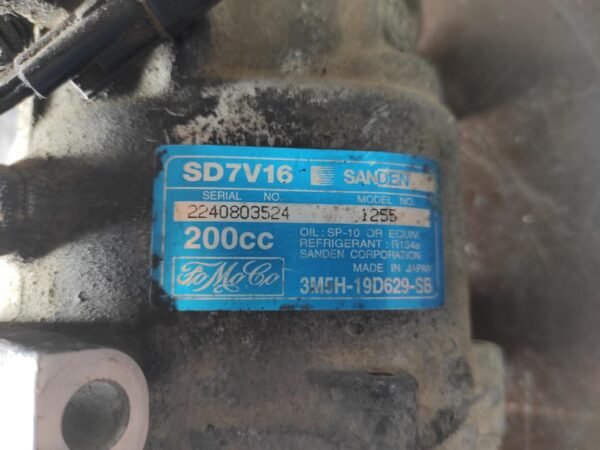 SD7V16 SANDEN
SERIAL NO. MODEL NO.
2240803524 1255
200cc
OIL: SP-10 OR EQUIV.
REFRIGERANT: R134a
SANDEN CORPORATION
MADE IN JAPAN
FoMoCo 3M5H-19D629-SB